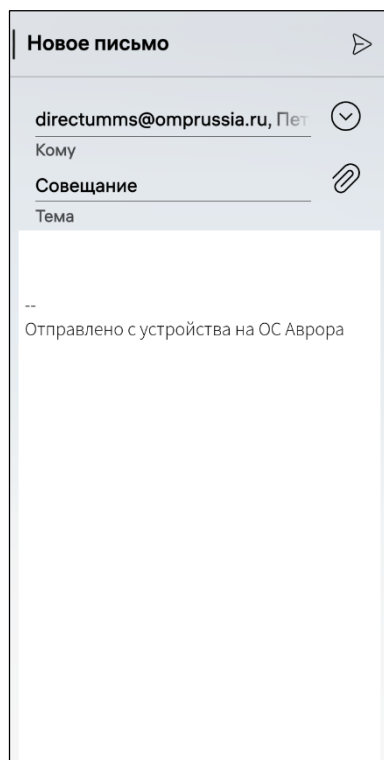 Новое письмо
directumms@omprussia.ru, Пет
Кому
Совещание
Тема
--
Отправлено с устройства на ОС Аврора